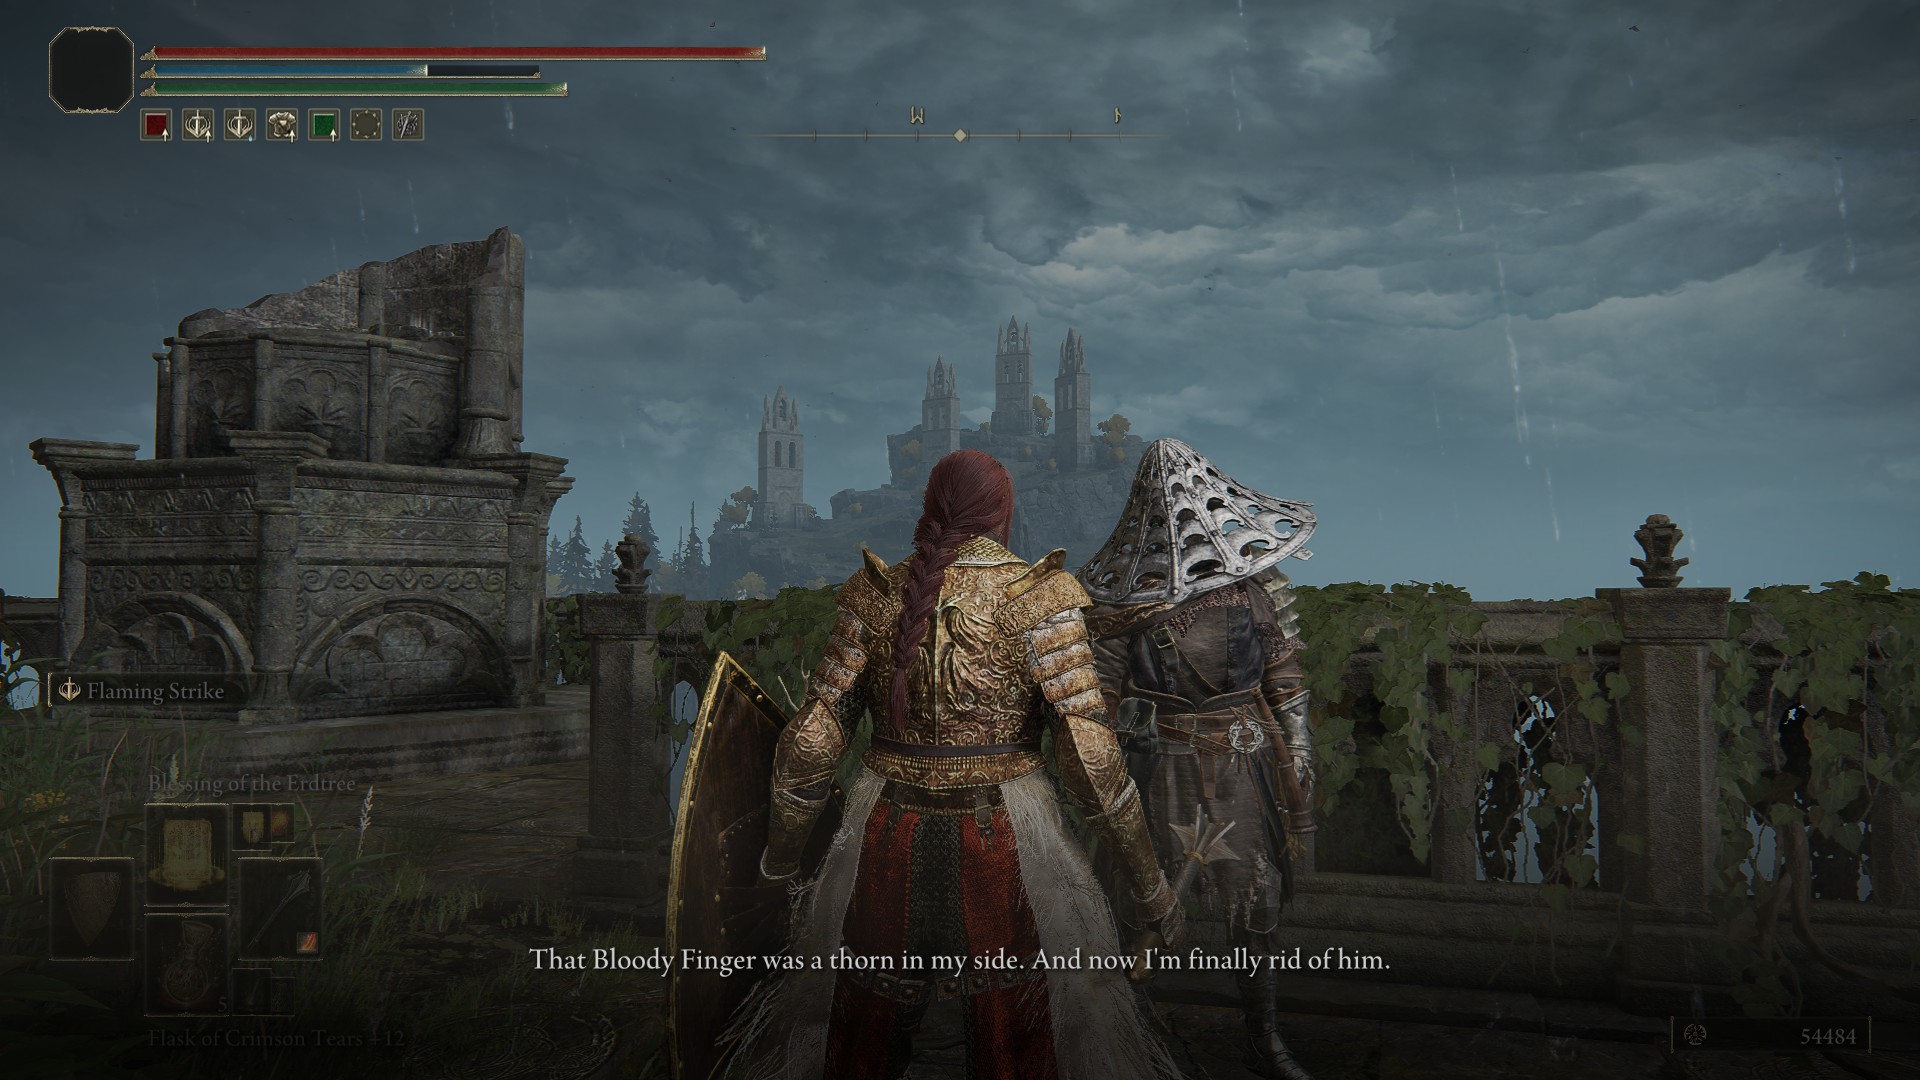 W N
Flaming Strike
Blessing of the Erdtree
5
That Bloody Finger was a thorn in my side. And now I'm finally rid of him.
Flask of Crimson Tears +12
54484